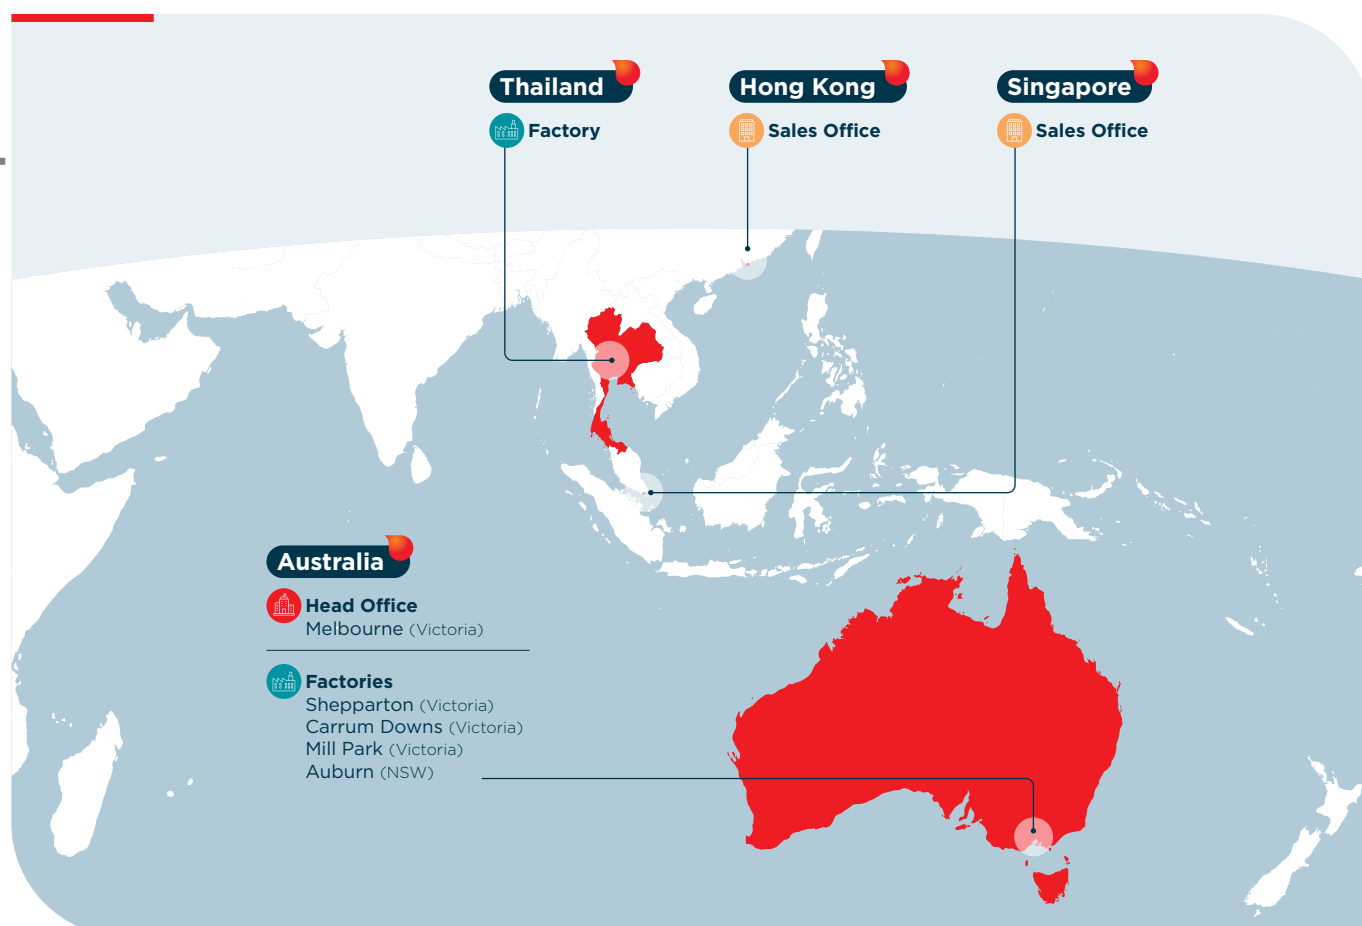 Thailand
Factory
Hong Kong
Sales Office
Singapore
Sales Office
Australia
Head Office
Melbourne (Victoria)
Factories
Shepparton (Victoria)
Carrum Downs (Victoria)
Mill Park (Victoria)
Auburn (NSW)